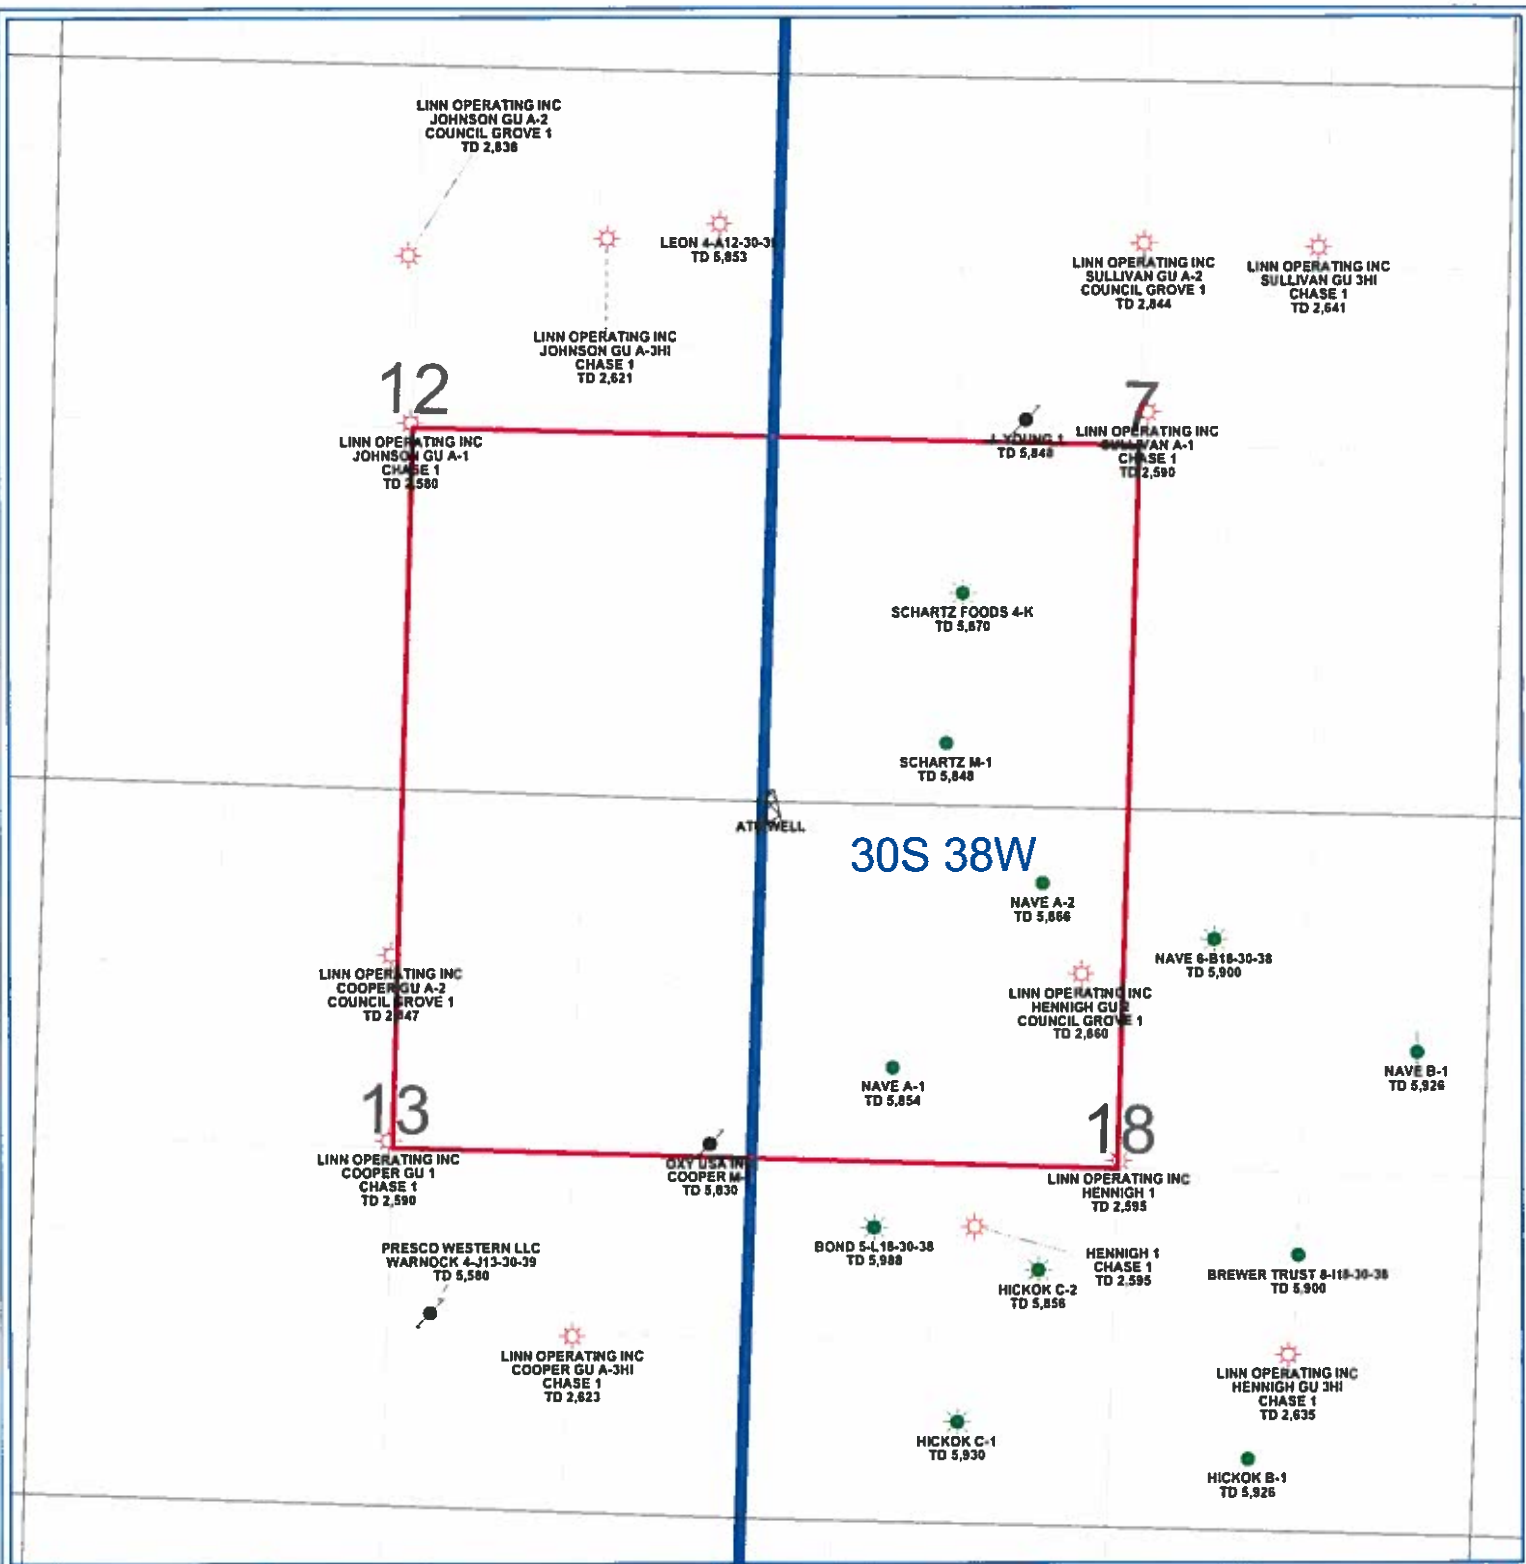 LINN OPERATING INC
JOHNSON GU A-2
COUNCIL GROVE 1
TD 2,838
LEON 4-A12-30-39
TD 5,853
LINN OPERATING INC
SULLIVAN GU A-2
COUNCIL GROVE 1
TD 2,844
LINN OPERATING INC
SULLIVAN GU 3HI
CHASE 1
TD 2,641
LINN OPERATING INC
JOHNSON GU A-3HI
CHASE 1
TD 2,621
12
7
LINN OPERATING INC
JOHNSON GU A-1
CHASE 1
TD 2,580
YOUNG 1
TD 5,848
LINN OPERATING INC
SULLIVAN A-1
CHASE 1
TD 2,590
SCHARTZ FOODS 4-K
TD 5,870
SCHARTZ M-1
TD 5,848
WELL
30S 38W
NAVE A-2
TD 5,866
NAVE 6-B18-30-38
TD 5,900
LINN OPERATING INC
COOPER GU A-2
COUNCIL GROVE 1
TD 2,847
LINN OPERATING INC
HENNIGH GU 2
COUNCIL GROVE 1
TD 2,860
NAVE A-1
TD 5,854
NAVE B-1
TD 5,926
13
18
LINN OPERATING INC
COOPER GU 1
CHASE 1
TD 2,590
OXY USA INC
COOPER M-
TD 5,830
LINN OPERATING INC
HENNIGH 1
TD 2,595
PRESCO WESTERN LLC
WARNOCK 4-J13-30-39
TD 5,580
BOND 5-L18-30-38
TD 5,988
HENNIGH 1
CHASE 1
TD 2,595
HICKOK C-2
TD 5,856
BREWER TRUST 8-I18-30-38
TD 5,900
LINN OPERATING INC
COOPER GU A-3HI
CHASE 1
TD 2,623
LINN OPERATING INC
HENNIGH GU 3HI
CHASE 1
TD 2,635
HICKOK C-1
TD 5,930
HICKOK B-1
TD 5,926